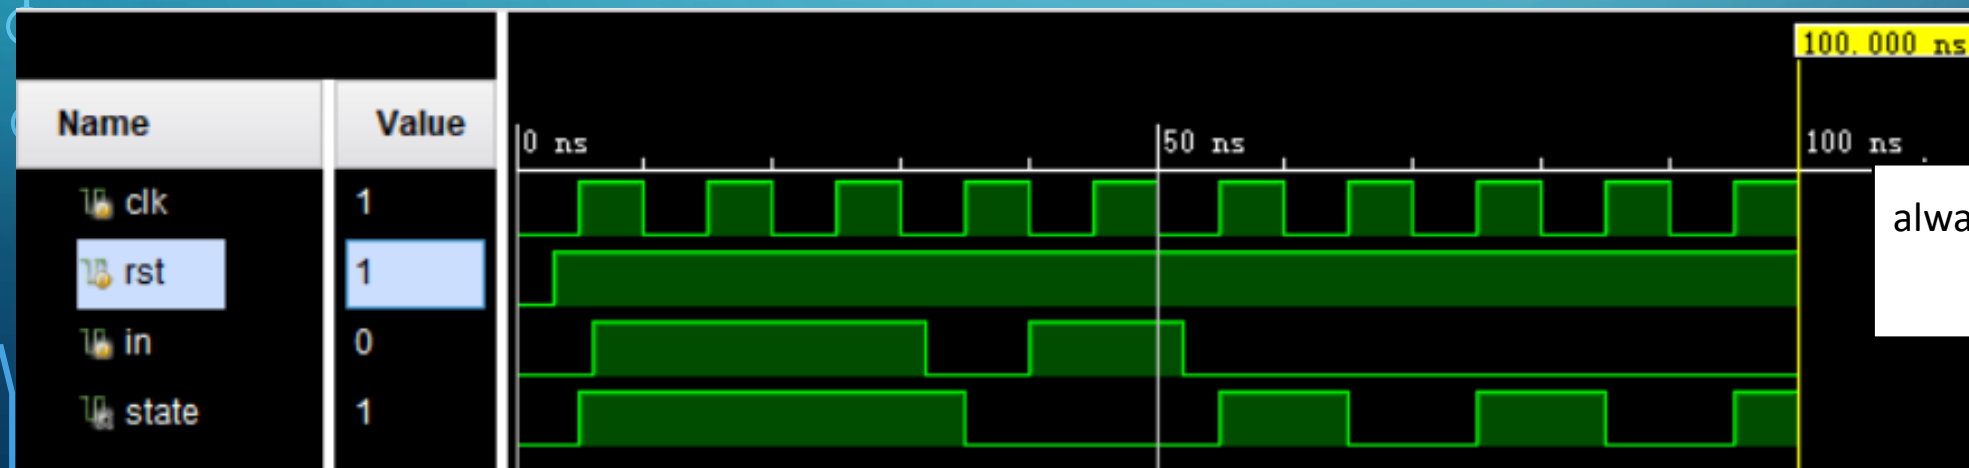 100.000 ns
Name
Value
0 ns
50 ns
100 ns
clk
1
rst
1
in
0
state
1
alwa